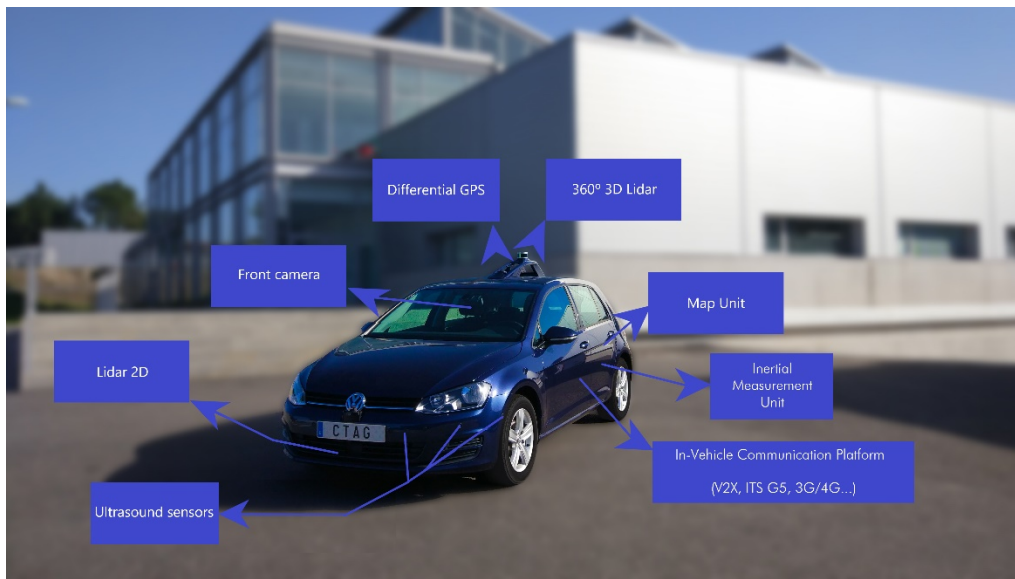 Differential GPS
360º 3D Lidar
Front camera
Map Unit
Lidar 2D
Inertial
Measurement
Unit
CTAG
In-Vehicle Communication Platform
(V2X, ITS G5, 3G/4G...)
Ultrasound sensors